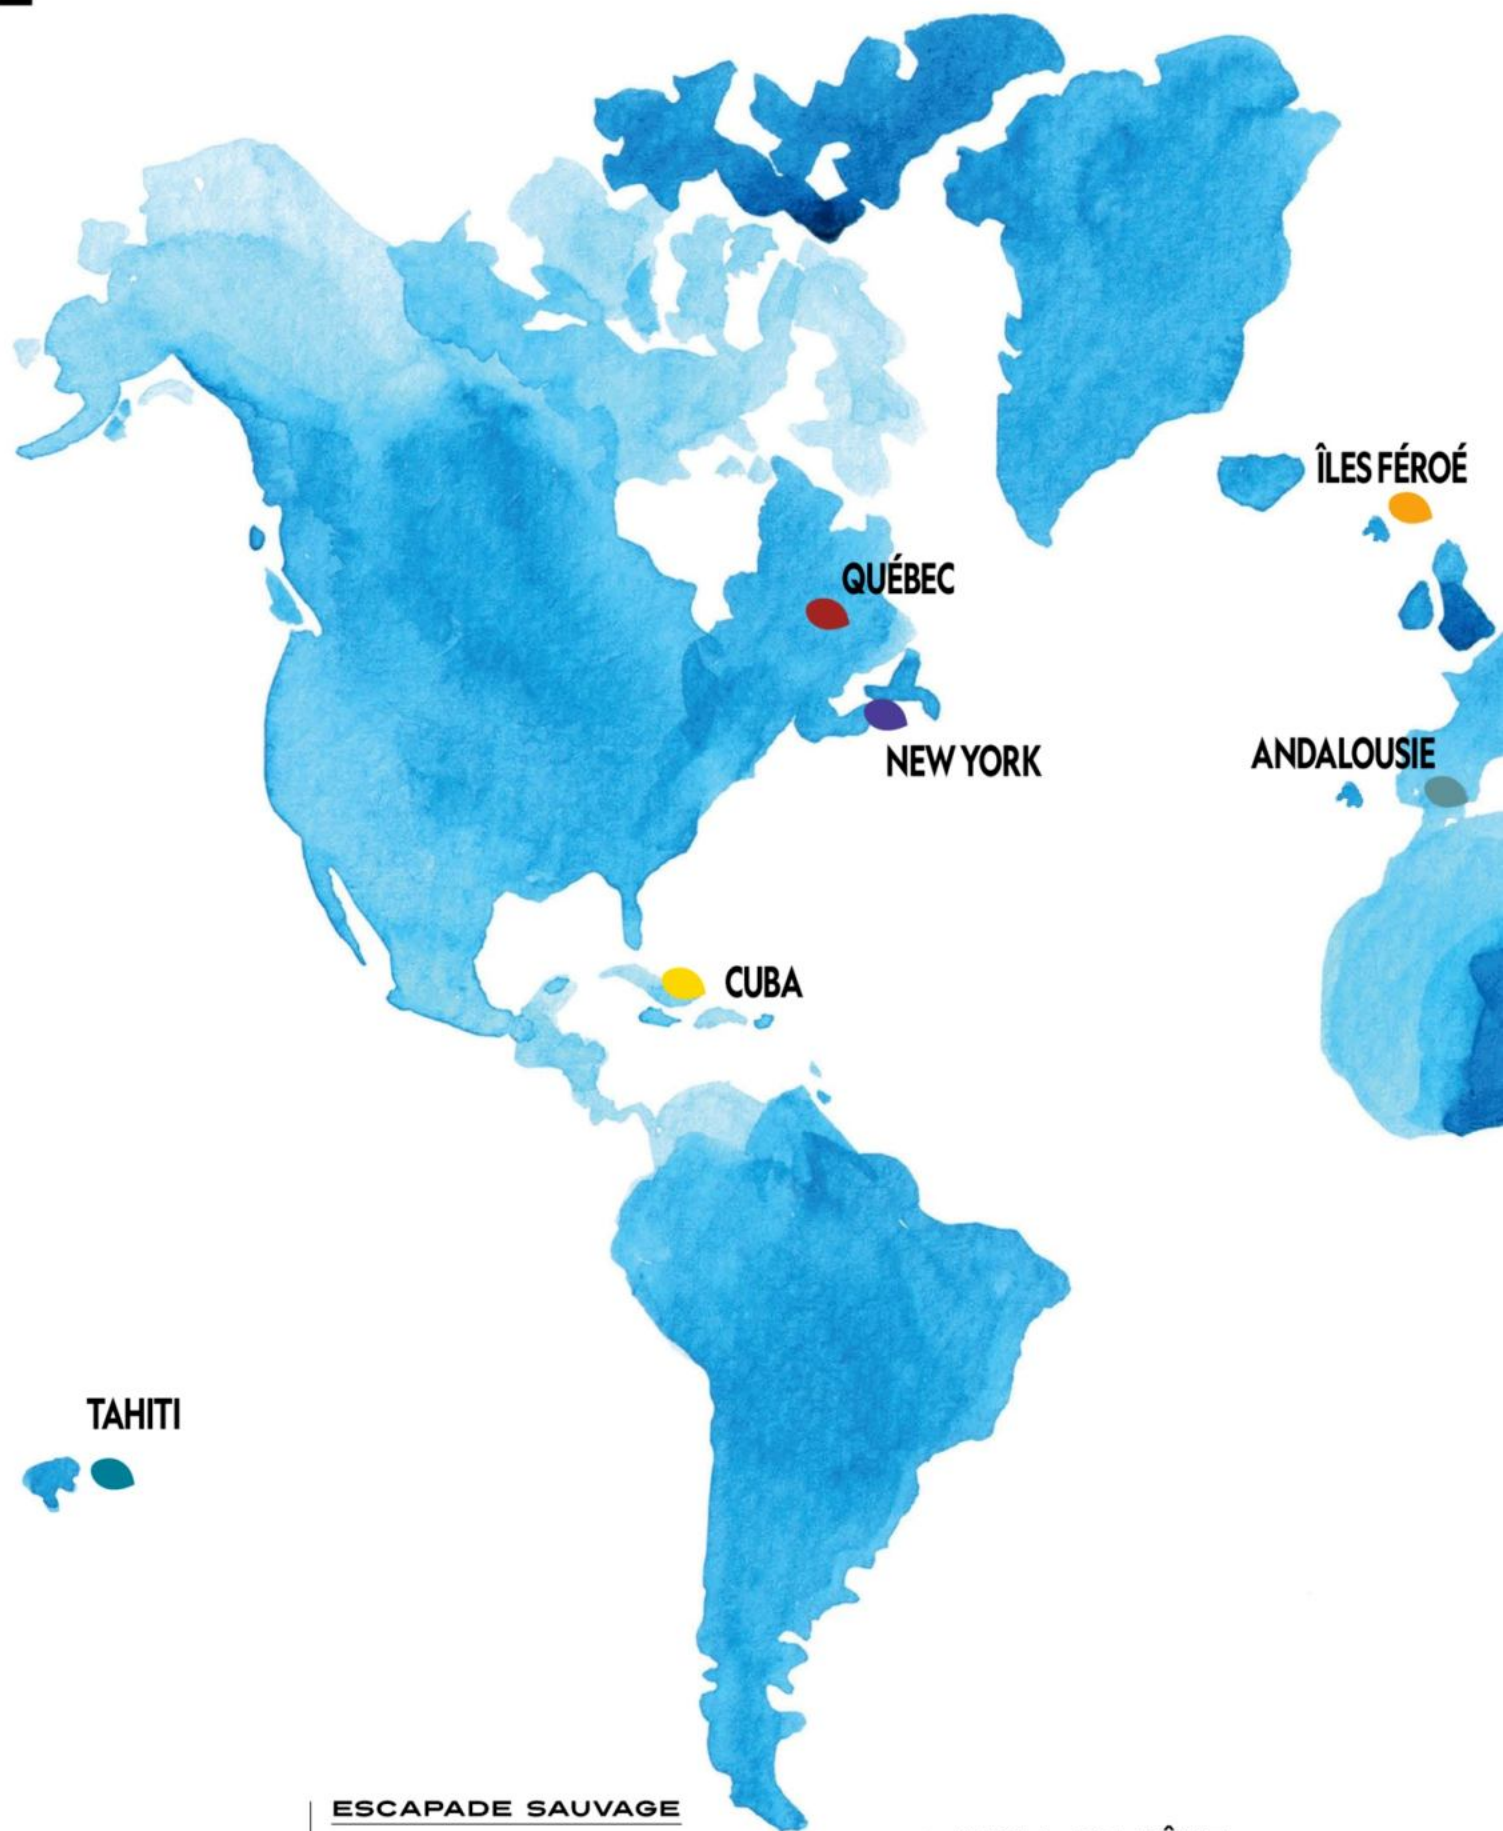 ÎLES FÉROÉ
QUÉBEC
NEW YORK
ANDALOUSIE
CUBA
TAHITI
ESCAPADE SAUVAGE